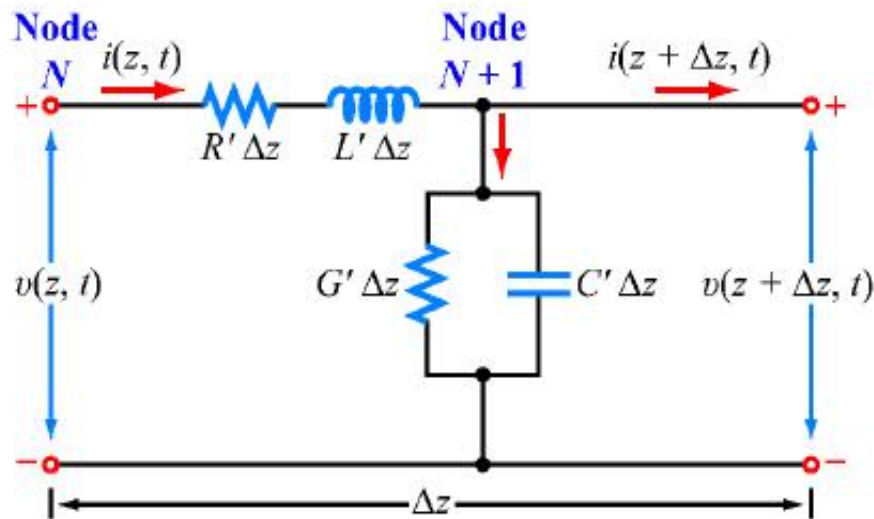 Node
N
i(z, t)
Node
N + 1
i(z + Δz, t)
+
+
R′ Δz
L′ Δz
υ(z, t)
G′ Δz
C′ Δz
υ(z + Δz, t)
−
−
Δz